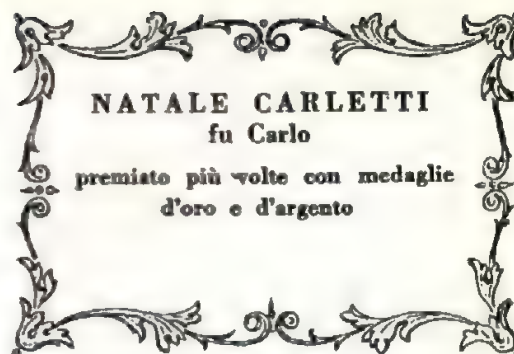 NATALE CARLETTI
fu Carlo
premiato più volte con medaglie
d'oro e d'argento